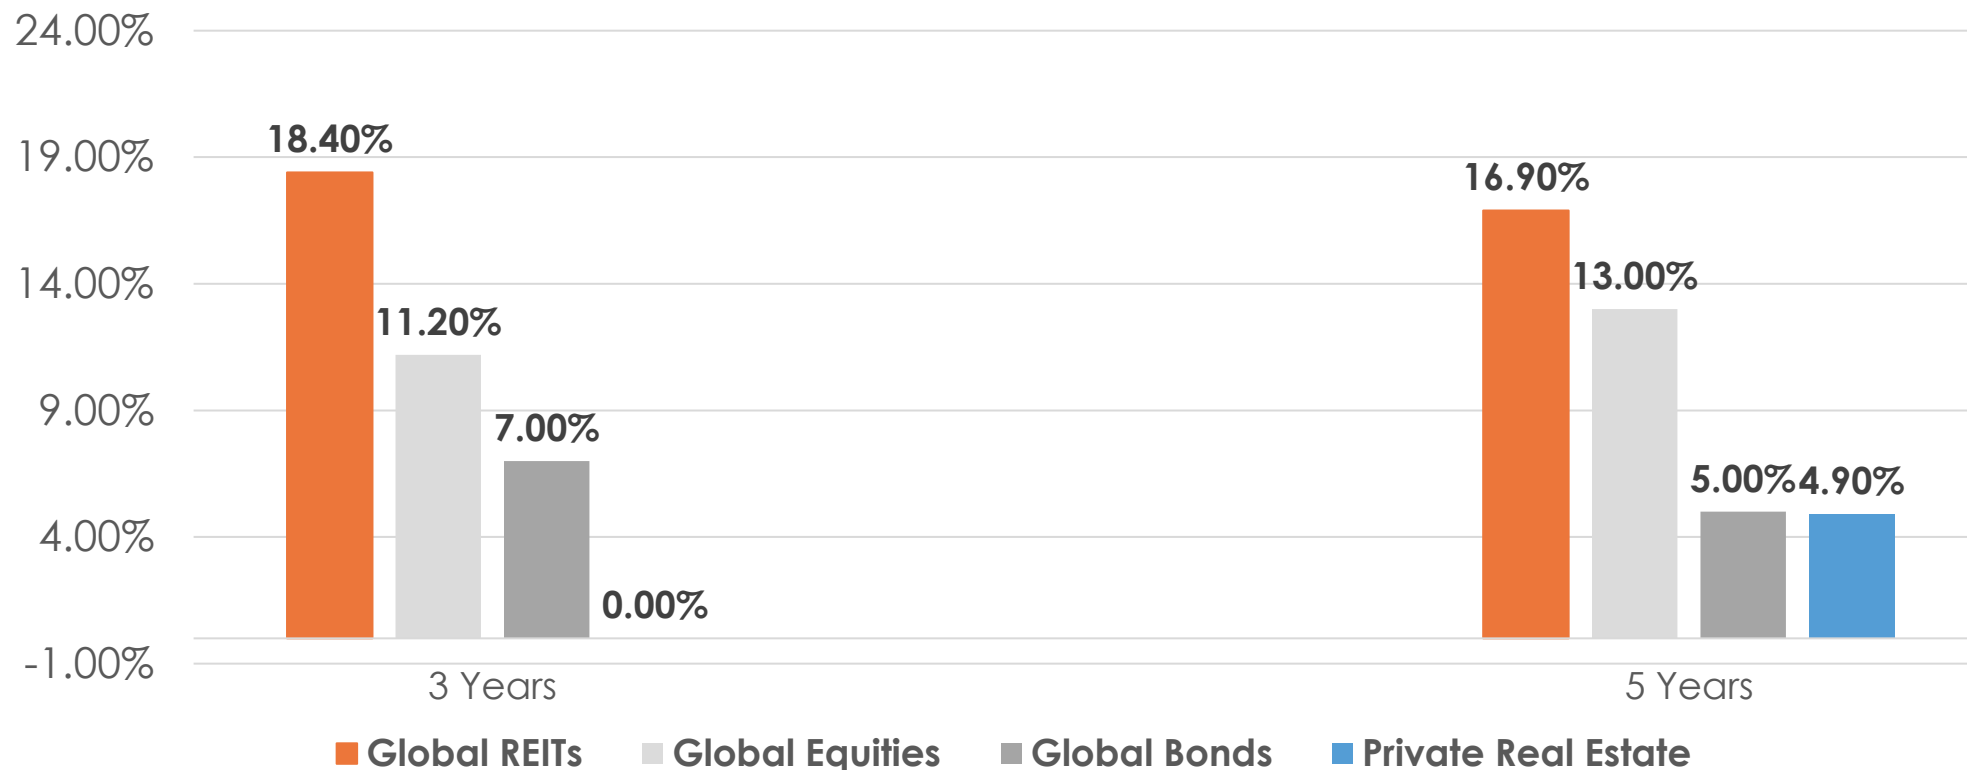 24.00%
19.00%
14.00%
9.00%
4.00%
-1.00%
18.40%
11.20%
7.00%
0.00%
16.90%
13.00%
5.00%
4.90%
3 Years
5 Years
Global REITs
Global Equities
Global Bonds
Private Real Estate